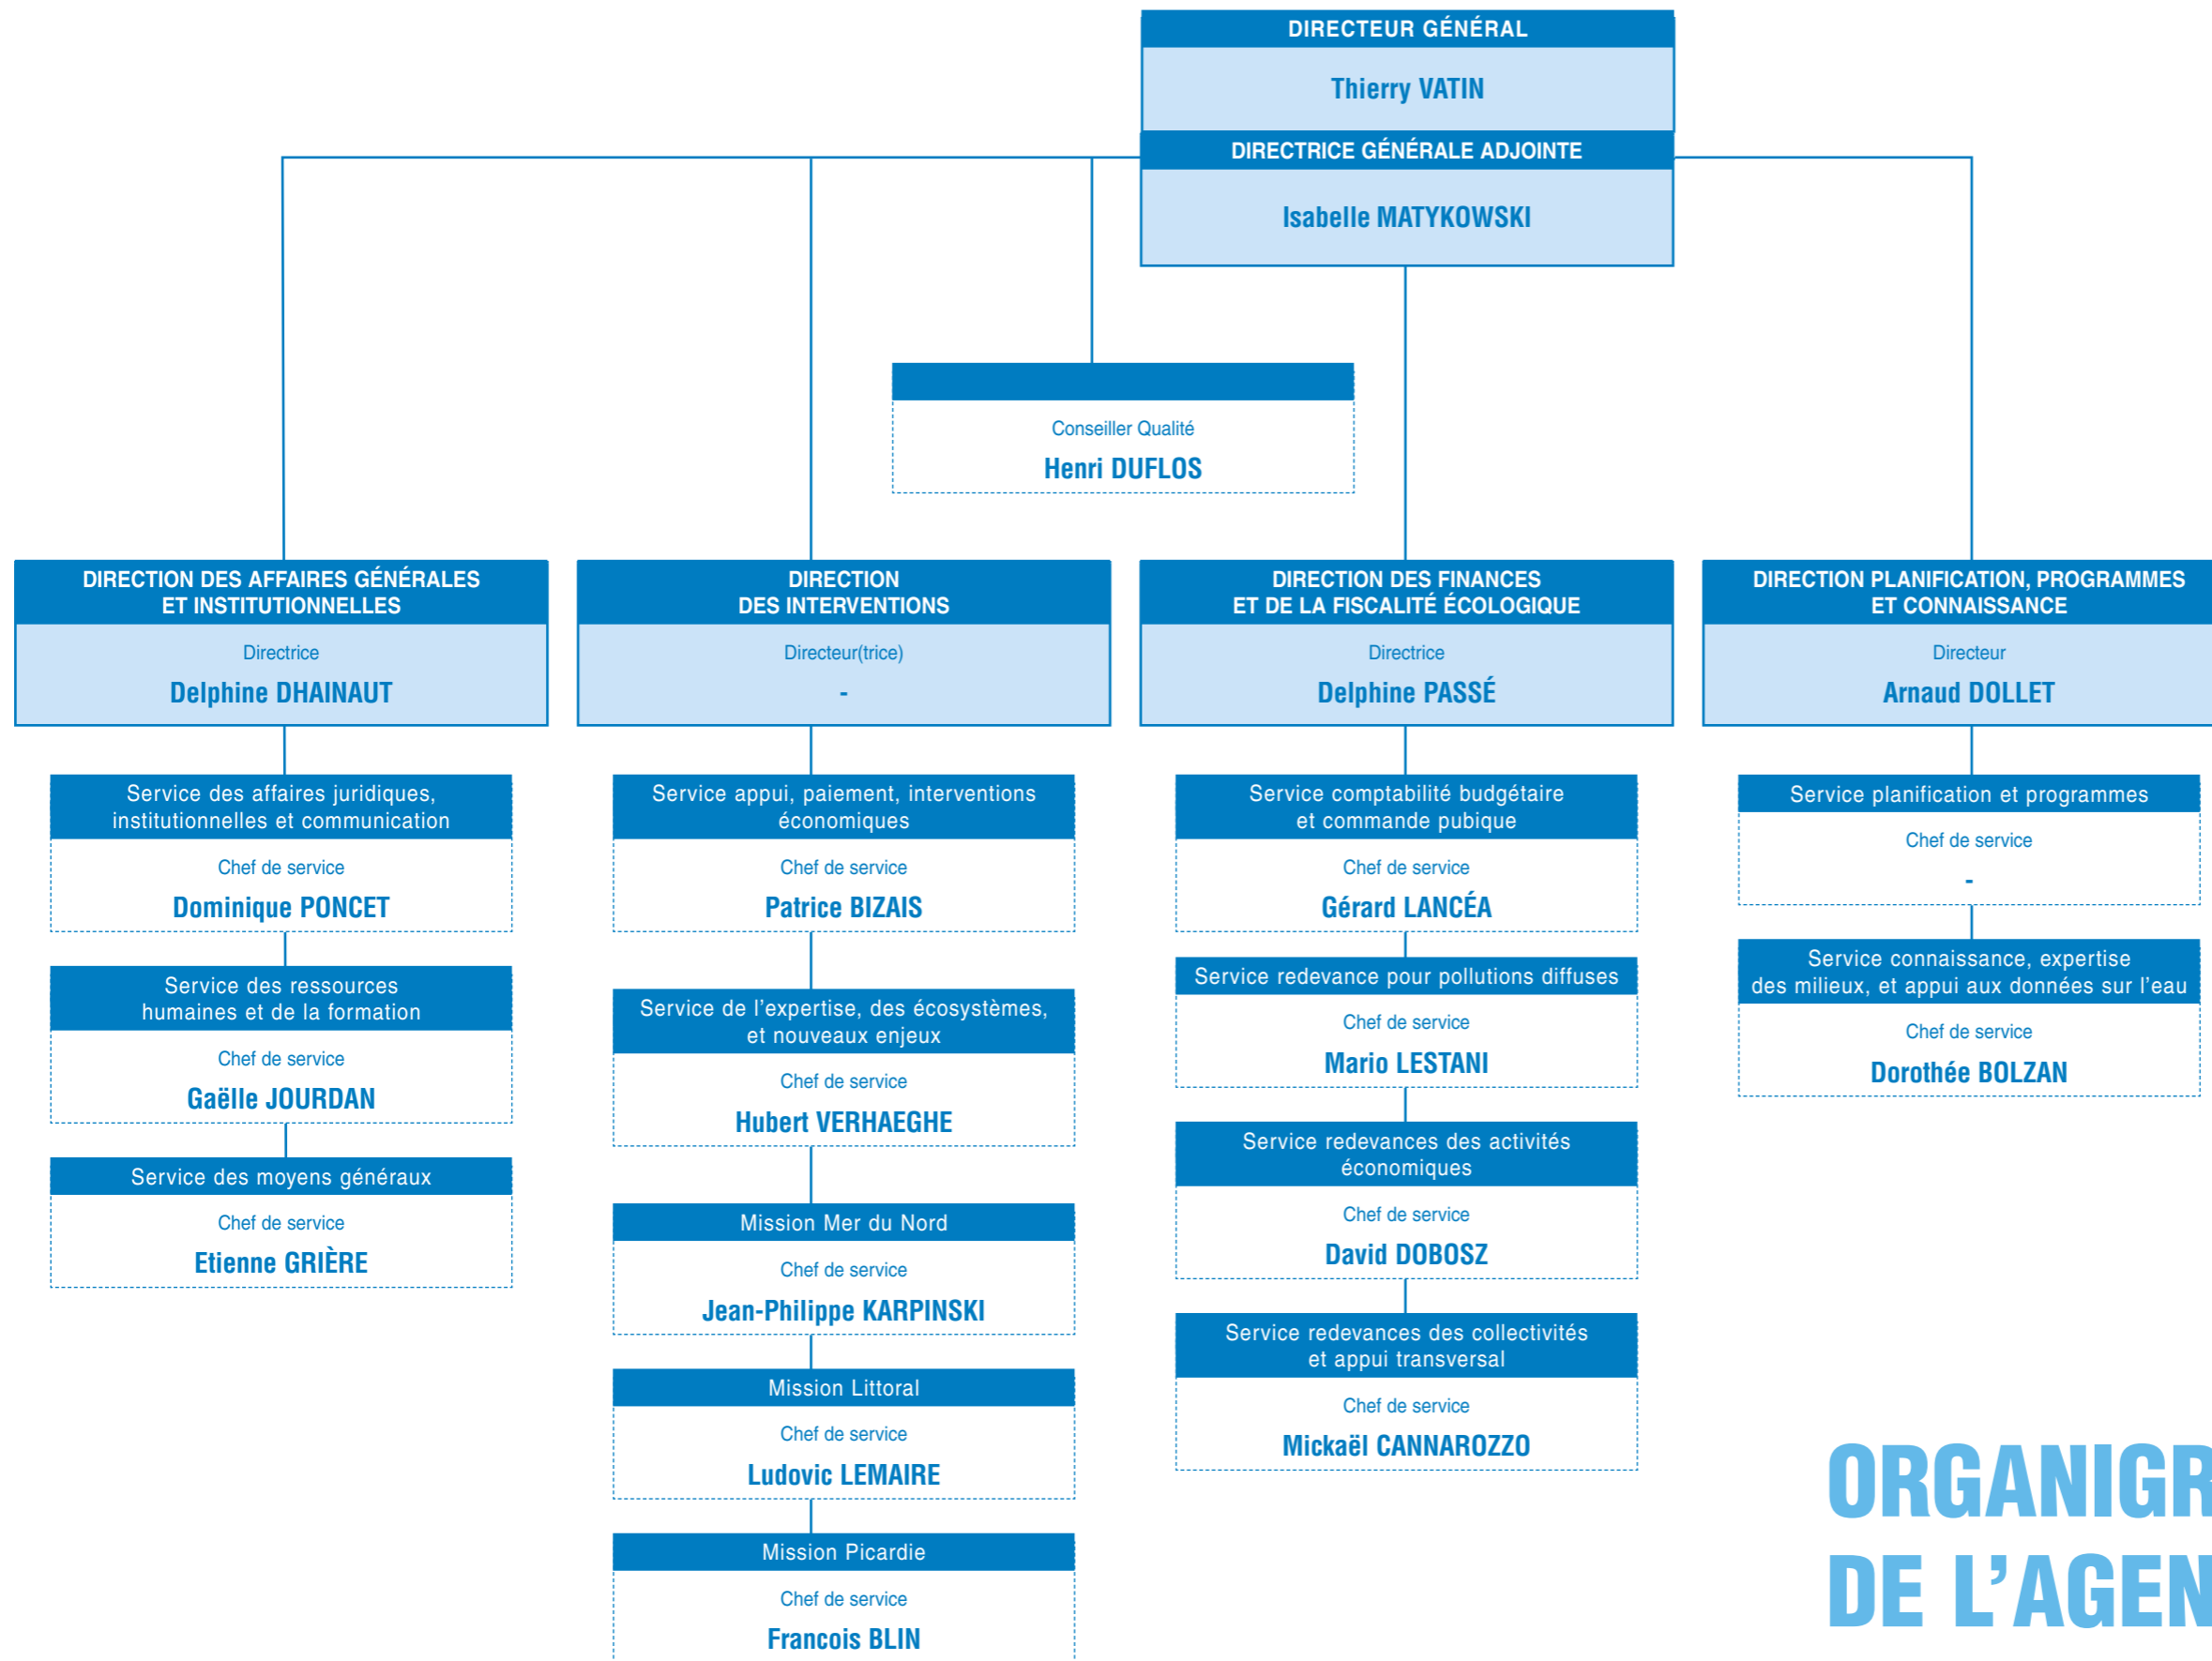 DIRECTEUR GÉNÉRAL
Thierry VATIN
DIRECTRICE GÉNÉRALE ADJOINTE
Isabelle MATYKOWSKI
Conseiller Qualité
Henri DUFLOS
DIRECTION DES AFFAIRES GÉNÉRALES
ET INSTITUTIONNELLES
Directrice
Delphine DHAINAUT
Service des affaires juridiques,
institutionnelles et communication
Chef de service
Dominique PONCET
Service des ressources
humaines et de la formation
Chef de service
Gaëlle JOURDAN
Service des moyens généraux
Chef de service
Etienne GRIÈRE
DIRECTION
DES INTERVENTIONS
Directeur(trice)
-
Service appui, paiement, interventions
économiques
Chef de service
Patrice BIZAIS
Service de l’expertise, des écosystèmes,
et nouveaux enjeux
Chef de service
Hubert VERHAEGHE
Mission Mer du Nord
Chef de service
Jean-Philippe KARPINSKI
Mission Littoral
Chef de service
Ludovic LEMAIRE
Mission Picardie
Chef de service
Francois BLIN
DIRECTION DES FINANCES
ET DE LA FISCALITÉ ÉCOLOGIQUE
Directrice
Delphine PASSÉ
Service comptabilité budgétaire
et commande pubique
Chef de service
Gérard LANCÉA
Service redevance pour pollutions diffuses
Chef de service
Mario LESTANI
Service redevances des activités
économiques
Chef de service
David DOBOSZ
Service redevances des collectivités
et appui transversal
Chef de service
Mickaël CANNAROZZO
DIRECTION PLANIFICATION, PROGRAMMES
ET CONNAISSANCE
Directeur
Arnaud DOLLET
Service planification et programmes
Chef de service
-
Service connaissance, expertise
des milieux, et appui aux données sur l’eau
Chef de service
Dorothée BOLZAN
ORGANIGR
DE L’AGEN